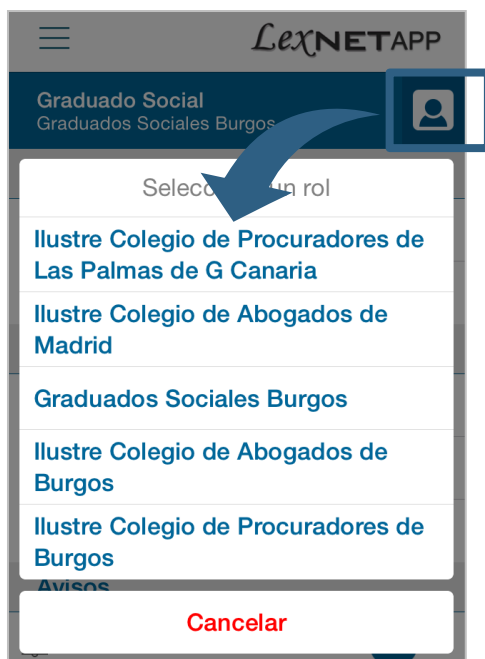 LexNETAPP
Graduado Social
Graduados Sociales Burgos
un rol
Ilustre Colegio de Procuradores de
Las Palmas de G Canaria
Ilustre Colegio de Abogados de
Madrid
Graduados Sociales Burgos
Ilustre Colegio de Abogados de
Burgos
Ilustre Colegio de Procuradores de
Burgos
Avisos
Cancelar